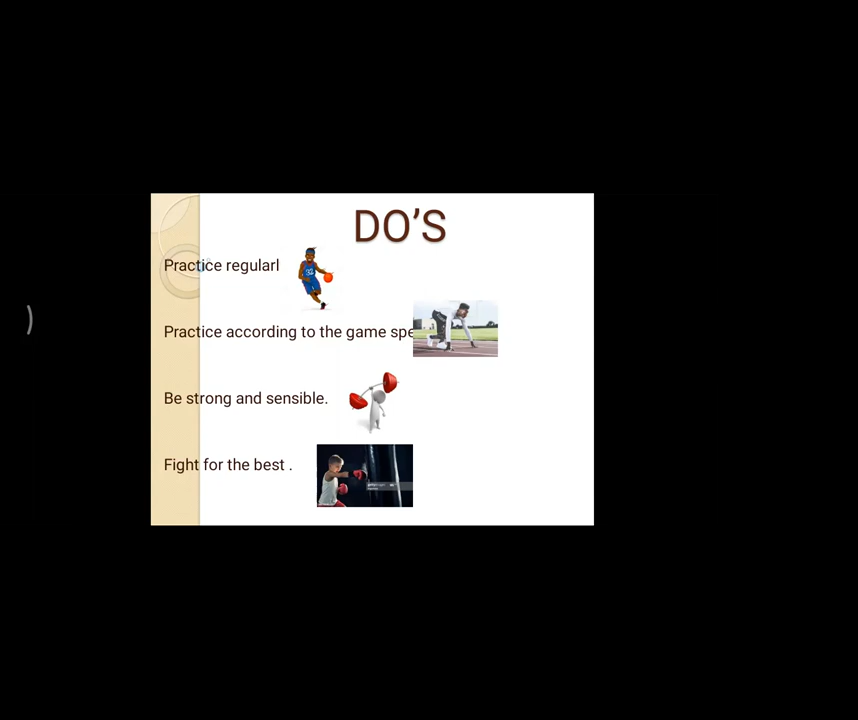 DO’S
Practice regularl
Practice according to the game spe
Be strong and sensible.
Fight for the best .